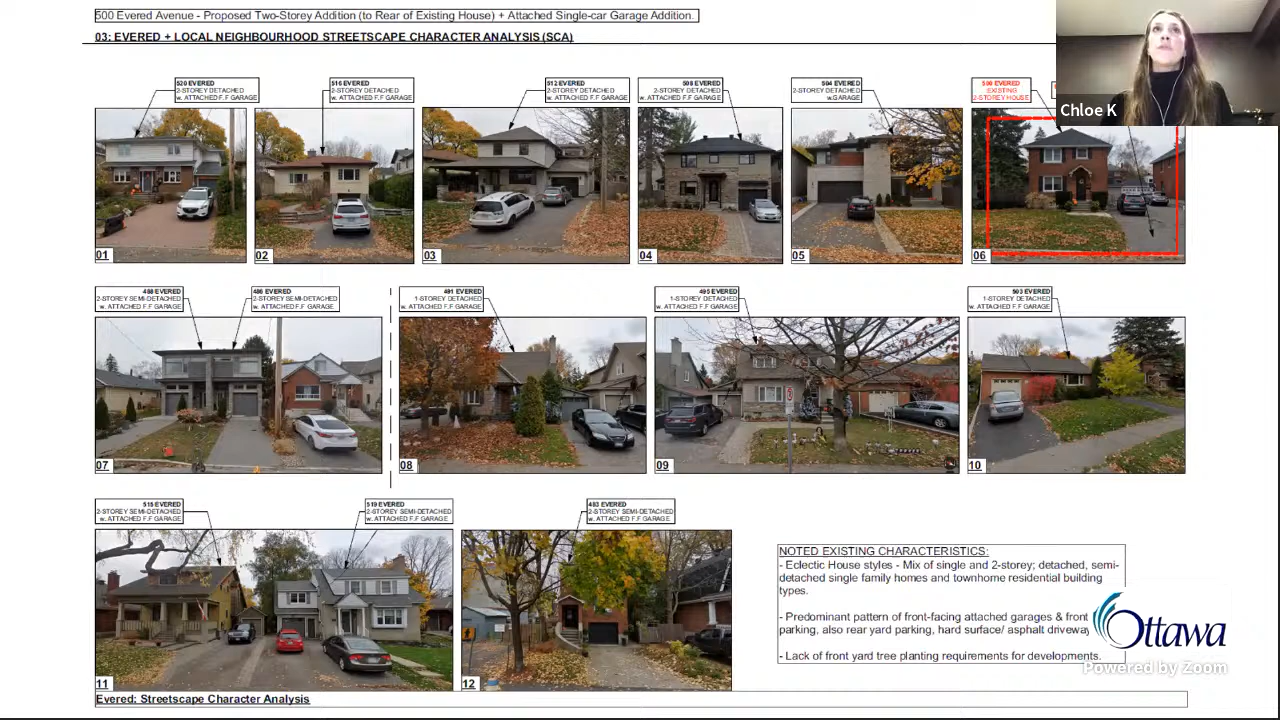 500 Evered Avenue - Proposed Two-Storey Addition (to Rear of Existing House) + Attached Single-car Garage Addition.
03: EVERED + LOCAL NEIGHBOURHOOD STREETSCAPE CHARACTER ANALYSIS (SCA)
Chloe K
520 EVERED
2-STOREY DETACHED
w. ATTACHED F.F GARAGE
516 EVERED
2-STOREY DETACHED
w. ATTACHED F.F GARAGE
512 EVERED
2-STOREY DETACHED
w. ATTACHED F.F GARAGE
508 EVERED
2-STOREY DETACHED
w. ATTACHED F.F GARAGE
504 EVERED
2-STOREY DETACHED
w.GARAGE
500 EVERED
EXISTING
2-STOREY HOUSE
01
02
03
04
05
06
488 EVERED
2-STOREY SEMI-DETACHED
w. ATTACHED F.F GARAGE
486 EVERED
2-STOREY SEMI-DETACHED
w. ATTACHED F.F GARAGE
491 EVERED
1-STOREY DETACHED
w. ATTACHED F.F GARAGE
495 EVERED
1-STOREY DETACHED
w. ATTACHED F.F GARAGE
503 EVERED
1-STOREY DETACHED
w. ATTACHED F.F GARAGE
07
08
09
10
515 EVERED
2-STOREY SEMI-DETACHED
w. ATTACHED F.F GARAGE
519 EVERED
2-STOREY SEMI-DETACHED
w. ATTACHED F.F GARAGE
483 EVERED
2-STOREY SEMI-DETACHED
w. ATTACHED F.F GARAGE
11
12
NOTED EXISTING CHARACTERISTICS:
- Eclectic House styles - Mix of single and 2-storey; detached, semi-
detached single family homes and townhome residential building
types.
- Predominant pattern of front-facing attached garages & front
parking, also rear yard parking, hard surface/ asphalt driveway
- Lack of front yard tree planting requirements for developments.
Ottawa
Powered by Zoom
Evered: Streetscape Character Analysis